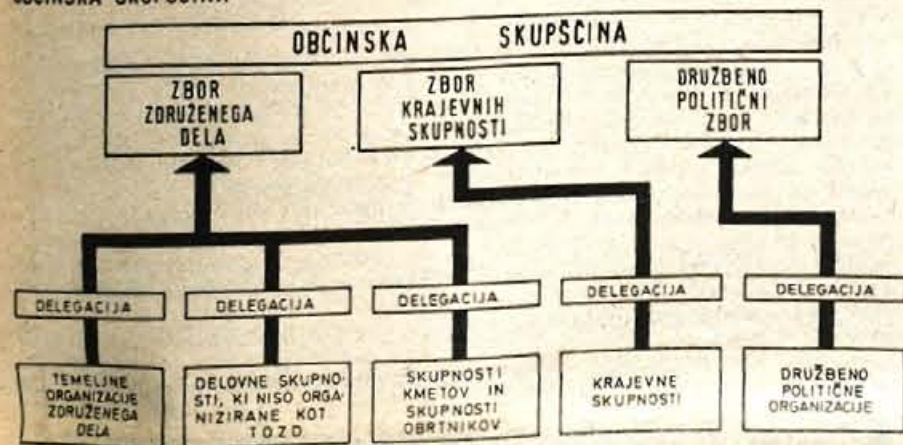 OBČINSKA SKUPŠČINA
ZBOR
ZDRUŽENEGA
DELA
ZBOR
KRAJEVNIH
SKUPNOSTI
DRUŽBENO
POLITIČNI
ZBOR
DELEGACIJA
DELEGACIJA
DELEGACIJA
DELEGACIJA
DELEGACIJA
TEMELJNE
ORGANIZACIJE
ZDRUŽENEGA
DELA
DELOVNE SKUPNO-
STI, KI NISO ORGA-
NIZIRANE KOT
TOZD
SKUPNOSTI
KMETOV IN
SKUPNOSTI
OBRTNIKOV
KRAJEVNE
SKUPNOSTI
DRUŽBENO
POLITIČNE
ORGANIZACIJE